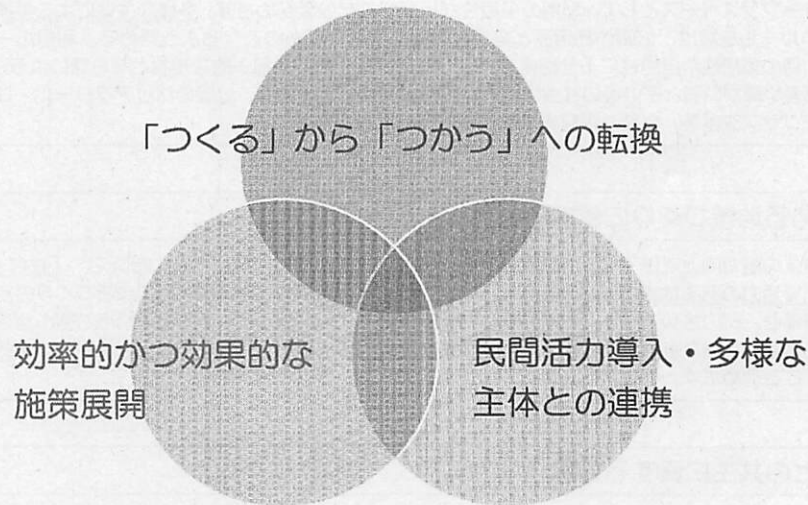 「つくる」から「つかう」への転換
効率的かつ効果的な
施策展開
民間活力導入・多様な
主体との連携